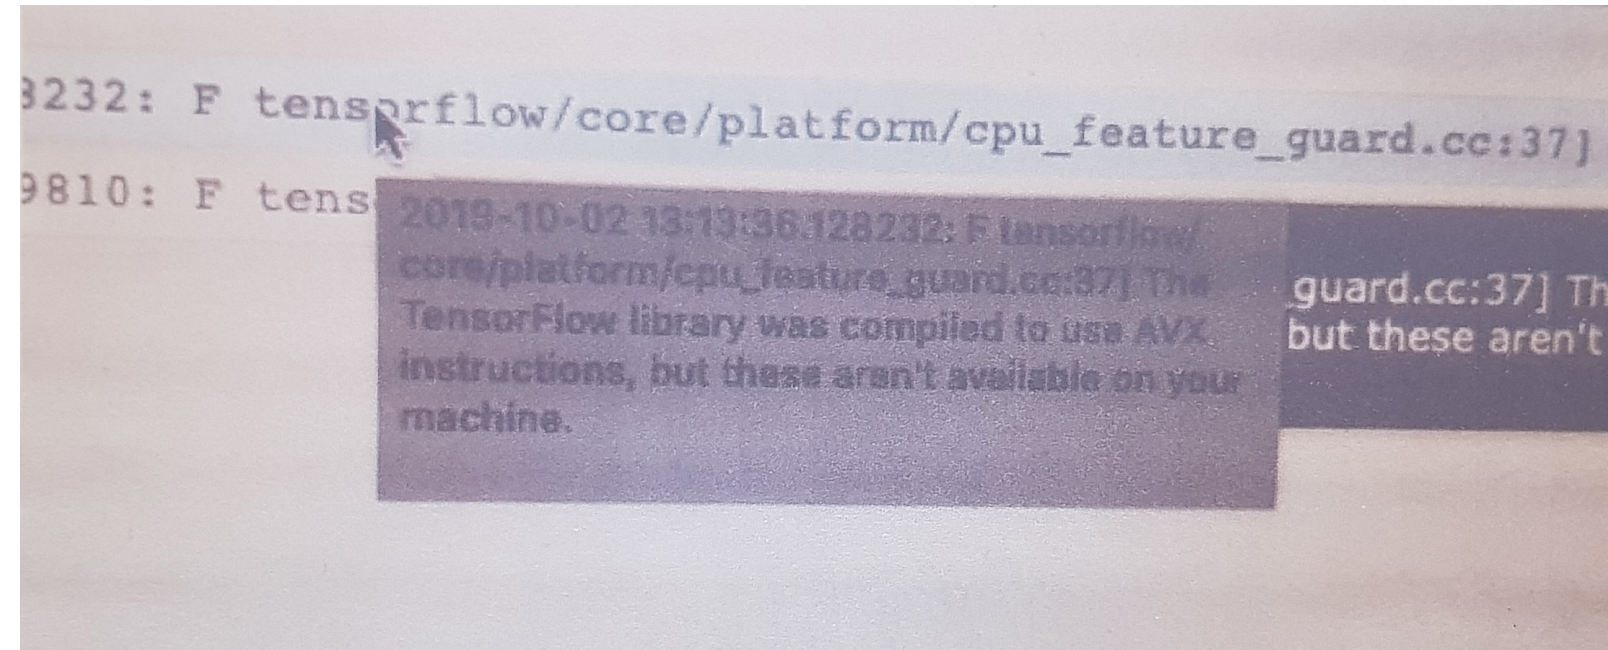 3232: F tensorflow/core/platform/cpu_feature_guard.cc:37]
9810: F tens
2019-10-02 13:13:36.128232: F tensorflow/
core/platform/cpu_feature_guard.cc:37] The
TensorFlow library was compiled to use AVX
instructions, but these aren't available on your
machine.
guard.cc:37] Th
but these aren't